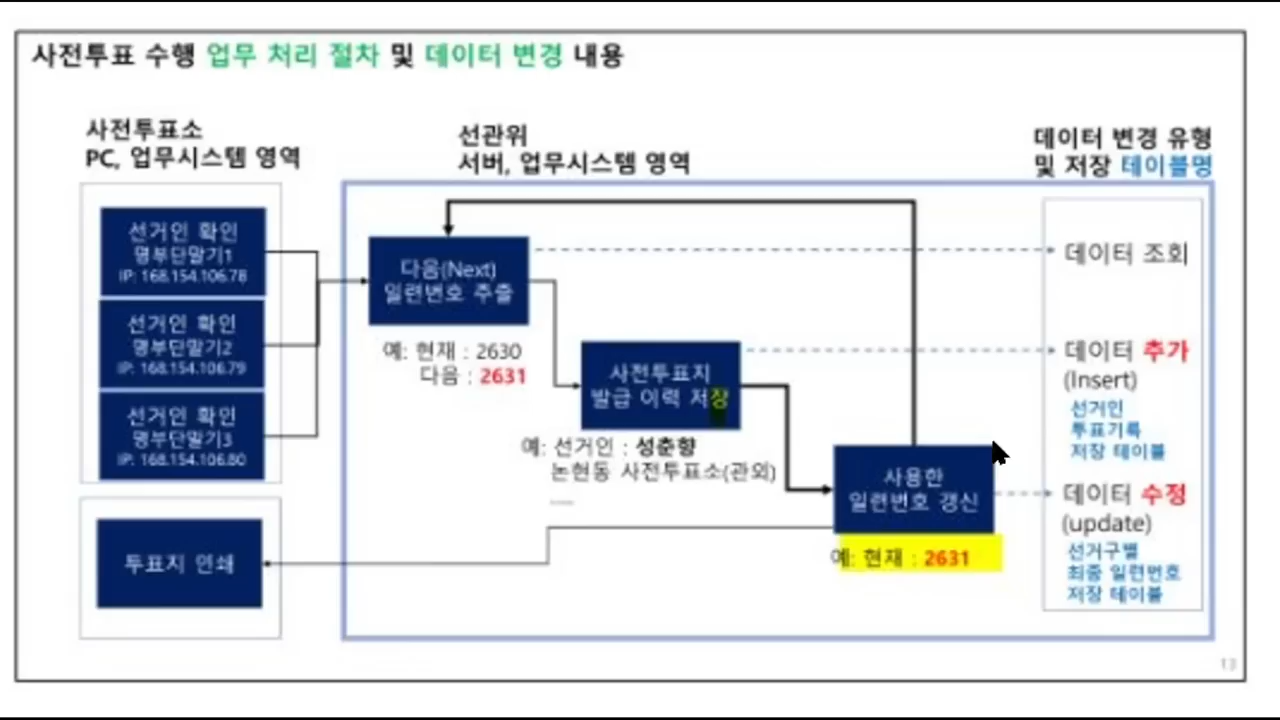 사전투표 수행 업무 처리 절차 및 데이터 변경 내용
사전투표소
PC, 업무시스템 영역
선관위
서버, 업무시스템 영역
데이터 변경 유형
및 저장 테이블명
선거인 확인
명부단말기1
IP: 168.154.106.78
선거인 확인
명부단말기2
IP: 168.154.106.79
선거인 확인
명부단말기3
IP: 168.154.106.80
투표지 인쇄
다음(Next)
일련번호 추출
예: 현재 : 2630
다음 : 2631
사전투표지
발급 이력 저장
예: 선거인 : 성춘향
논현동 사전투표소(관외)
....
사용한
일련번호 갱신
예: 현재 : 2631
데이터 조회
데이터 추가
(Insert)
선거인
투표기록
저장 테이블
데이터 수정
(update)
선거구별
최종 일련번호
저장 테이블
13